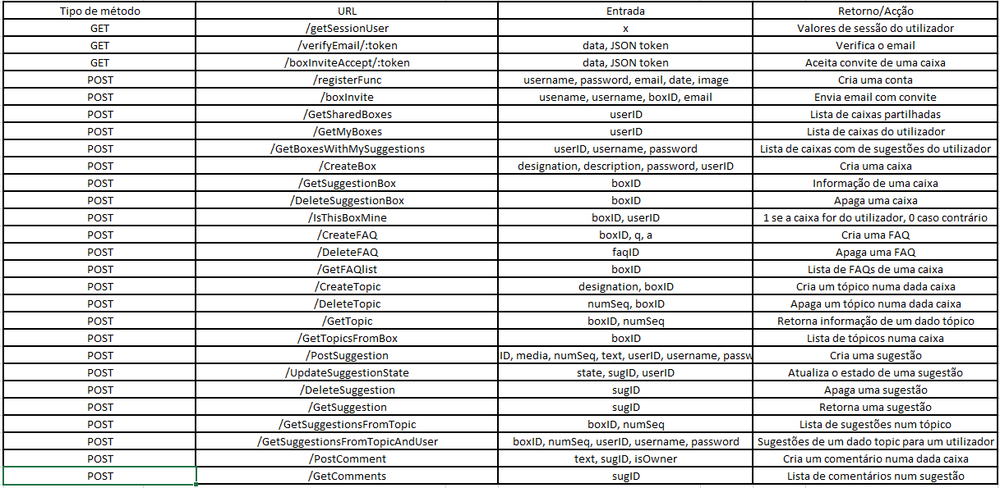 Tipo de método URL Entrada Retorno/Acção
GET /getSessionUser x Valores de sessão do utilizador
GET /verifyEmail/:token data, JSON token Verifica o email
GET /boxInviteAccept/:token data, JSON token Aceita convite de uma caixa
POST /registerFunc username, password, email, date, image Cria uma conta
POST /boxInvite usename, username, boxID, email Envia email com convite
POST /GetSharedBoxes userID Lista de caixas partilhadas
POST /GetMyBoxes userID Lista de caixas do utilizador
POST /GetBoxesWithMySuggestions userID, username, password Lista de caixas com de sugestões do utilizador
POST /CreateBox designation, description, password, userID Cria uma caixa
POST /GetSuggestionBox boxID Informação de uma caixa
POST /DeleteSuggestionBox boxID Apaga uma caixa
POST /IsThisBoxMine boxID, userID 1 se a caixa for do utilizador, 0 caso contrário
POST /CreateFAQ boxID, q, a Cria uma FAQ
POST /DeleteFAQ faqID Apaga uma FAQ
POST /GetFAQlist boxID Lista de FAQs de uma caixa
POST /CreateTopic designation, boxID Cria um tópico numa dada caixa
POST /DeleteTopic numSeq, boxID Apaga um tópico numa dada caixa
POST /GetTopic boxID, numSeq Retorna informação de um dado tópico
POST /GetTopicsFromBox boxID Lista de tópicos numa caixa
POST /PostSuggestion ID, media, numSeq, text, userID, username, passw Cria uma sugestão
POST /UpdateSuggestionState state, sugID, userID Atualiza o estado de uma sugestão
POST /DeleteSuggestion sugID Apaga uma sugestão
POST /GetSuggestion sugID Retorna uma sugestão
POST /GetSuggestionsFromTopic boxID, numSeq Lista de sugestões num tópico
POST /GetSuggestionsFromTopicAndUser boxID, numSeq, userID, username, password Sugestões de um dado topic para um utilizador
POST /PostComment text, sugID, isOwner Cria um comentário numa dada caixa
POST /GetComments sugID Lista de comentários num sugestão